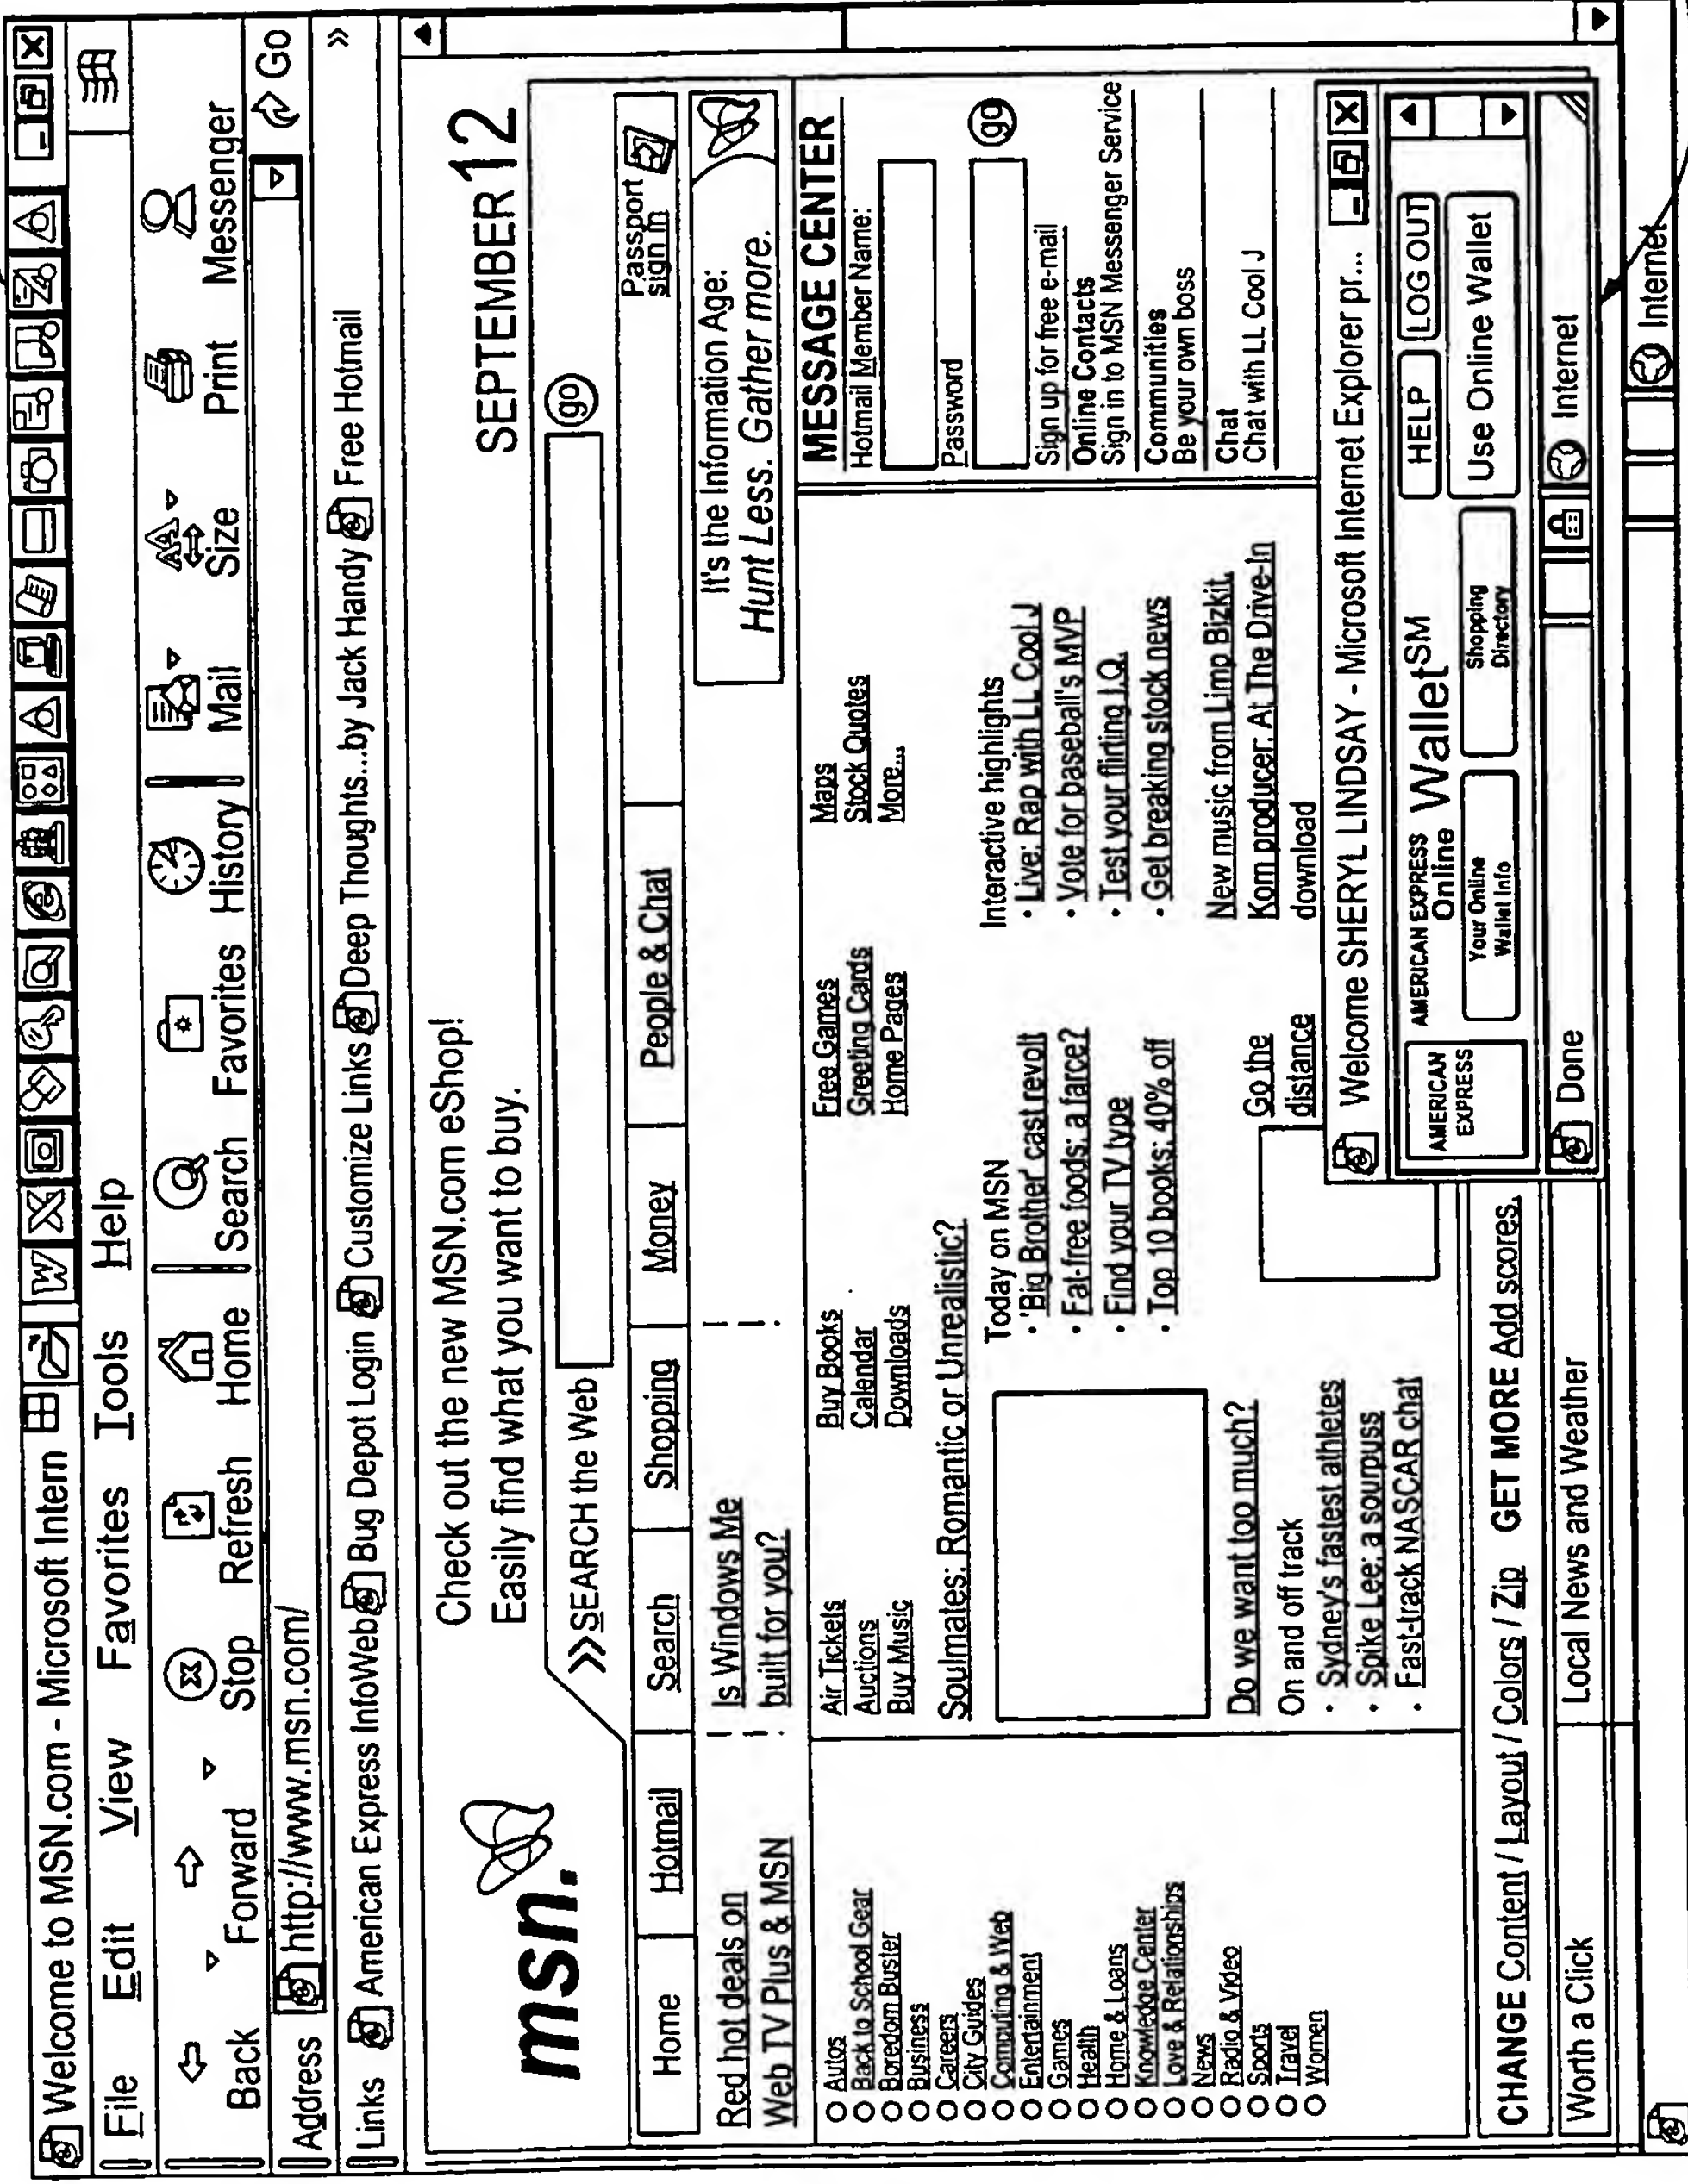 Welcome to MSN.com - Microsoft Intern
File Edit View Favorites Tools Help
Back Forward Stop Refresh Home Search Favorites History Mail Size Print Messenger
Address http://www.msn.com/ Go
Links American Express InfoWeb Bug Depot Login Customize Links Deep Thoughts...by Jack Handy Free Hotmail »
msn.
Check out the new MSN.com eShop!
Easily find what you want to buy.
SEPTEMBER 12
>>SEARCH the Web go
Home Hotmail Search Shopping Money People & Chat Passport sign in
Red hot deals on
Web TV Plus & MSN
Is Windows Me
built for you?
It's the Information Age:
Hunt Less. Gather more.
Autos
Back to School Gear
Boredom Buster
Business
Careers
City Guides
Computing & Web
Entertainment
Games
Health
Home & Loans
Knowledge Center
Love & Relationships
News
Radio & Video
Sports
Travel
Women
Air Tickets Buy Books Free Games Maps
Auctions Calendar Greeting Cards Stock Quotes
Buy Music Downloads Home Pages More...
Soulmates: Romantic or Unrealistic?
Today on MSN
· 'Big Brother' cast revolt
· Fat-free foods: a farce?
· Find your TV type
· Top 10 books: 40% off
Interactive highlights
· Live: Rap with LL Cool J
· Vote for baseball's MVP
· Test your flirting I.Q.
· Get breaking stock news
Do we want too much?
On and off track
· Sydney's fastest athletes
· Spike Lee: a sourpuss
· Fast-track NASCAR chat
Go the
distance
New music from Limp Bizkit.
Korn producer: At The Drive-In
download
MESSAGE CENTER
Hotmail Member Name:
Password
go
Sign up for free e-mail
Online Contacts
Sign in to MSN Messenger Service
Communities
Be your own boss
Chat
Chat with LL Cool J
Welcome SHERYL LINDSAY - Microsoft Internet Explorer pr...
AMERICAN
EXPRESS
AMERICAN EXPRESS
Online WalletSM
HELP LOG OUT
Your Online
Wallet Info
Shopping
Directory
Use Online Wallet
Done Internet
CHANGE Content / Layout / Colors / Zip GET MORE Add scores.
Worth a Click Local News and Weather
Internet